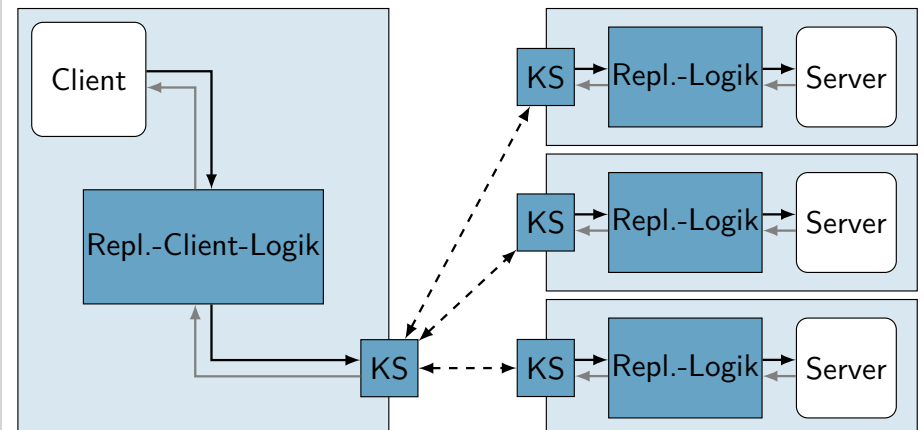 Client
Repl.-Client-Logik
KS
KS
Repl.-Logik
Server
KS
Repl.-Logik
Server
KS
Repl.-Logik
Server